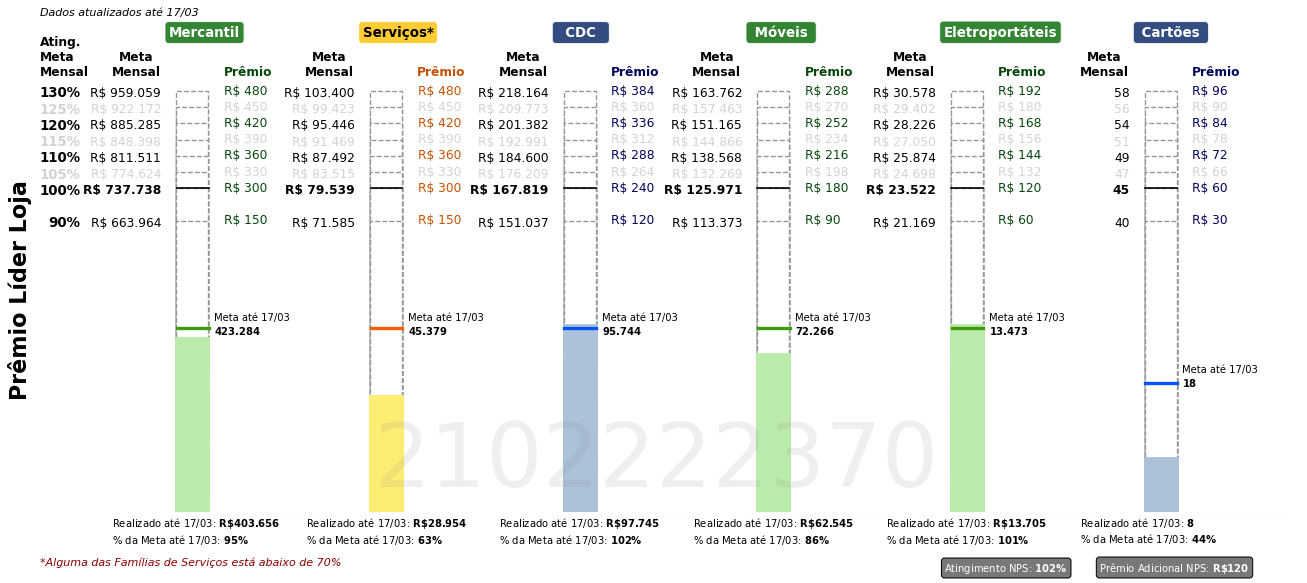 Dados atualizados até 17/03
Mercantil Serviços* CDC Móveis Eletroportáteis Cartões
Ating. Meta Mensal Meta Mensal Prêmio Meta Mensal Prêmio Meta Mensal Prêmio Meta Mensal Prêmio Meta Mensal Prêmio Meta Mensal Prêmio
130% R$ 959.059 R$ 480 R$ 103.400 R$ 480 R$ 218.164 R$ 384 R$ 163.762 R$ 288 R$ 30.578 R$ 192 58 R$ 96
125% R$ 922.172 R$ 450 R$ 99.423 R$ 450 R$ 209.773 R$ 360 R$ 157.463 R$ 270 R$ 29.402 R$ 180 56 R$ 90
120% R$ 885.285 R$ 420 R$ 95.446 R$ 420 R$ 201.382 R$ 336 R$ 151.165 R$ 252 R$ 28.226 R$ 168 54 R$ 84
115% R$ 848.398 R$ 390 R$ 91.469 R$ 390 R$ 192.991 R$ 312 R$ 144.866 R$ 234 R$ 27.050 R$ 156 51 R$ 78
110% R$ 811.511 R$ 360 R$ 87.492 R$ 360 R$ 184.600 R$ 288 R$ 138.568 R$ 216 R$ 25.874 R$ 144 49 R$ 72
105% R$ 774.624 R$ 330 R$ 83.515 R$ 330 R$ 176.209 R$ 264 R$ 132.269 R$ 198 R$ 24.698 R$ 132 47 R$ 66
100% R$ 737.738 R$ 300 R$ 79.539 R$ 300 R$ 167.819 R$ 240 R$ 125.971 R$ 180 R$ 23.522 R$ 120 45 R$ 60
90% R$ 663.964 R$ 150 R$ 71.585 R$ 150 R$ 151.037 R$ 120 R$ 113.373 R$ 90 R$ 21.169 R$ 60 40 R$ 30
Prêmio Líder Loja
Meta até 17/03 Meta até 17/03 Meta até 17/03 Meta até 17/03 Meta até 17/03
423.284 45.379 95.744 72.266 13.473
Meta até 17/03
18
2102222370
Realizado até 17/03: R$403.656 Realizado até 17/03: R$28.954 Realizado até 17/03: R$97.745 Realizado até 17/03: R$62.545 Realizado até 17/03: R$13.705 Realizado até 17/03: 8
% da Meta até 17/03: 95% % da Meta até 17/03: 63% % da Meta até 17/03: 102% % da Meta até 17/03: 86% % da Meta até 17/03: 101% % da Meta até 17/03: 44%
*Alguma das Famílias de Serviços está abaixo de 70%
Atingimento NPS: 102% Prêmio Adicional NPS: R$120